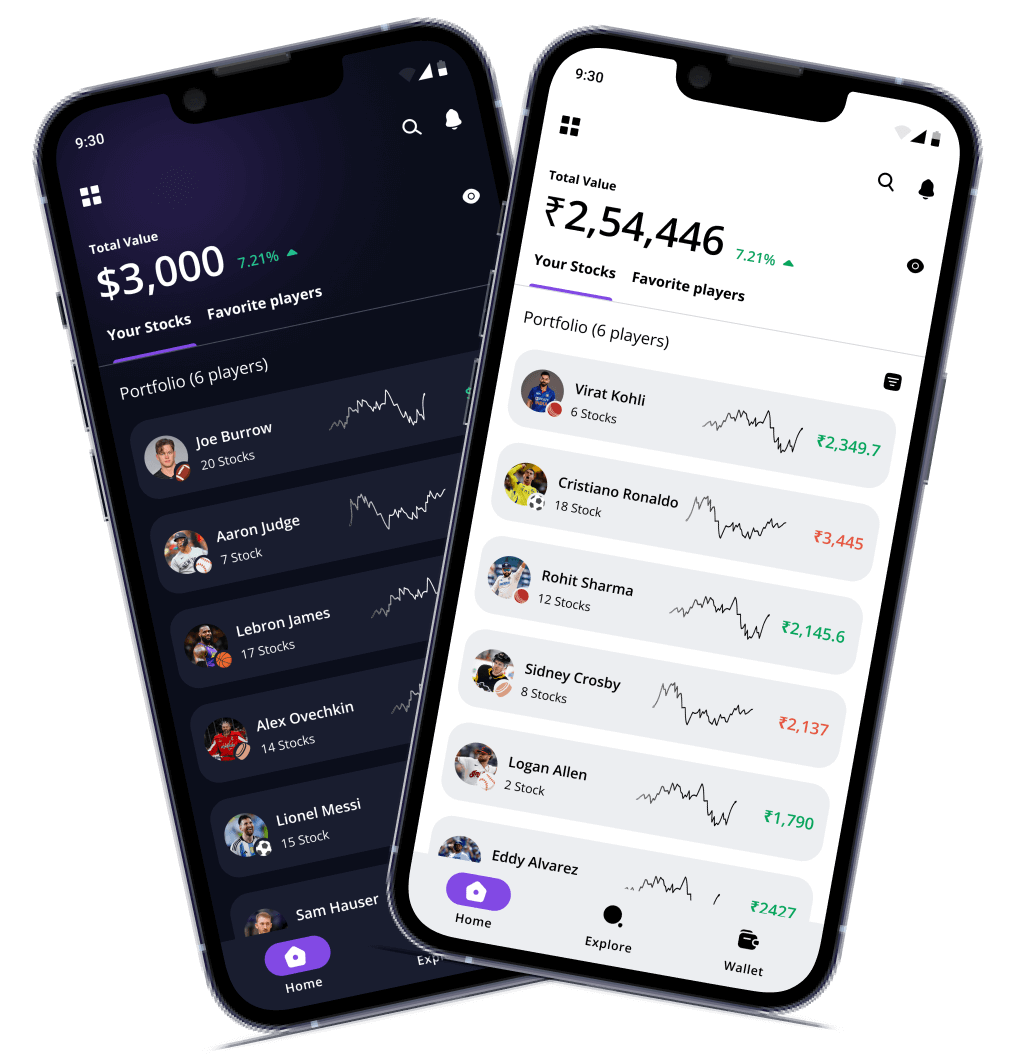 9:30
Total Value
$3,000 7.21%
Your Stocks Favorite players
Portfolio (6 players)
Joe Burrow
20 Stocks
Aaron Judge
7 Stock
Lebron James
17 Stocks
Alex Ovechkin
14 Stocks
Lionel Messi
15 Stock
Sam Hauser
Home
9:30
Total Value
₹2,54,446 7.21%
Your Stocks Favorite players
Portfolio (6 players)
Virat Kohli
6 Stocks
₹2,349.7
Cristiano Ronaldo
18 Stock
₹3,445
Rohit Sharma
12 Stocks
₹2,145.6
Sidney Crosby
8 Stocks
₹2,137
Logan Allen
2 Stock
₹1,790
Eddy Alvarez
₹2427
Home
Explore
Wallet